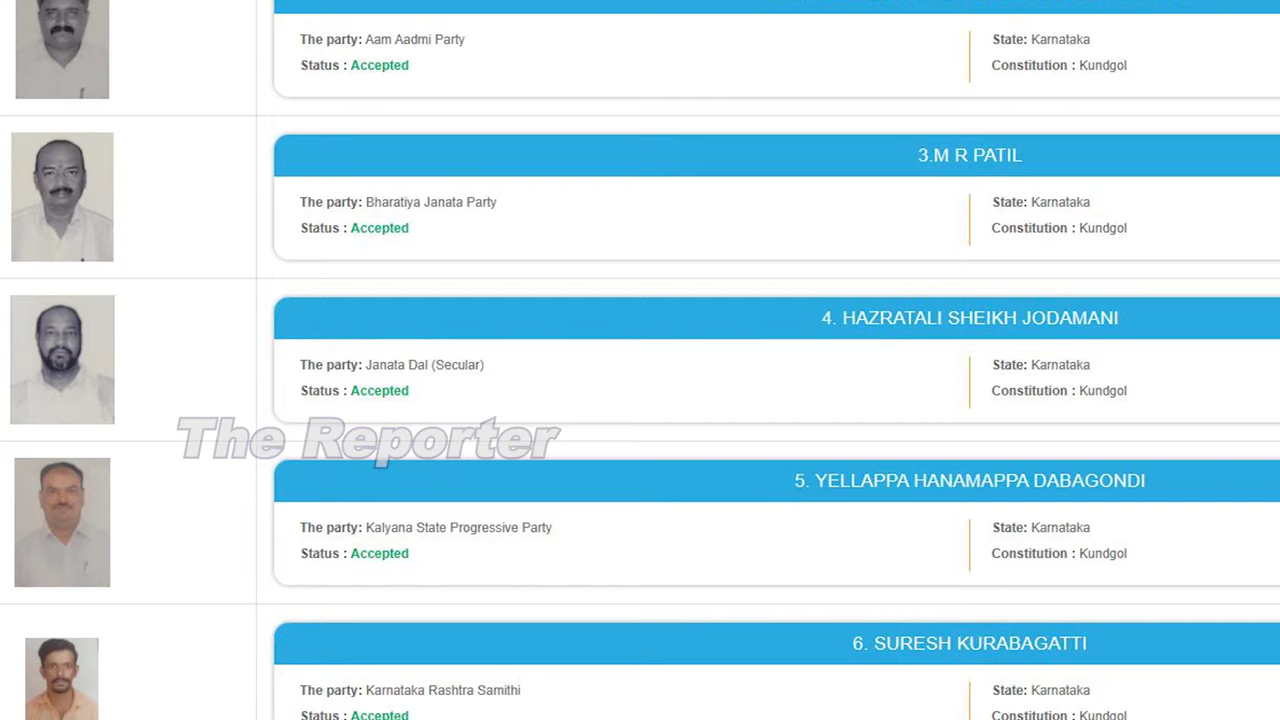 The party: Aam Aadmi Party
State: Karnataka
Status : Accepted
Constitution : Kundgol
3.M R PATIL
The party: Bharatiya Janata Party
State: Karnataka
Status : Accepted
Constitution : Kundgol
4. HAZRATALI SHEIKH JODAMANI
The party: Janata Dal (Secular)
State: Karnataka
Status : Accepted
Constitution : Kundgol
The Reporter
5. YELLAPPA HANAMAPPA DABAGONDI
The party: Kalyana State Progressive Party
State: Karnataka
Status : Accepted
Constitution : Kundgol
6. SURESH KURABAGATTI
The party: Karnataka Rashtra Samithi
State: Karnataka
Status : Accepted
Constitution : Kundgol